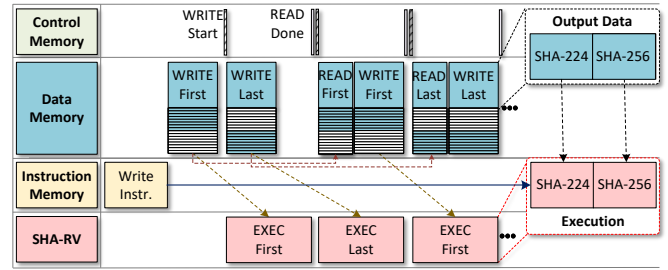 Control
Memory
WRITE
Start
READ
Done
Output Data
SHA-224
SHA-256
Data
Memory
WRITE
First
WRITE
Last
READ
First
WRITE
First
READ
Last
WRITE
Last
Instruction
Memory
Write
Instr.
SHA-224
SHA-256
Execution
SHA-RV
EXEC
First
EXEC
Last
EXEC
First